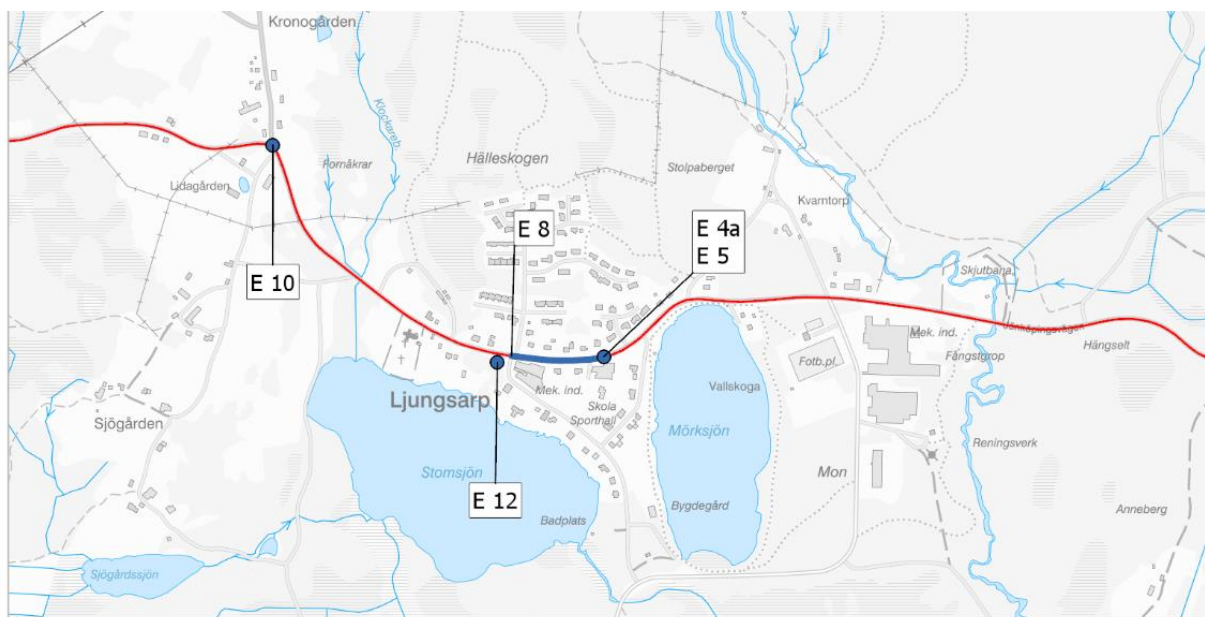 Kronogården
Klockareb.
Hälleskogen
Fornåkrar
Stolpaberget
Lidagården
Kvarntorp
E 8
E 4a
E 5
E 10
Skjutbana
Jönköpingsvägen
Mek. ind.
Hängselt
Fotb.pl.
Fångstgrop
Mek. ind.
Vallskoga
Ljungsarp
Skola
Sporthall
Sjögården
Mörksjön
Reningsverk
Stomsjön
Mon
E 12
Bygdegård
Badplats
Anneberg
Sjögårdssjön